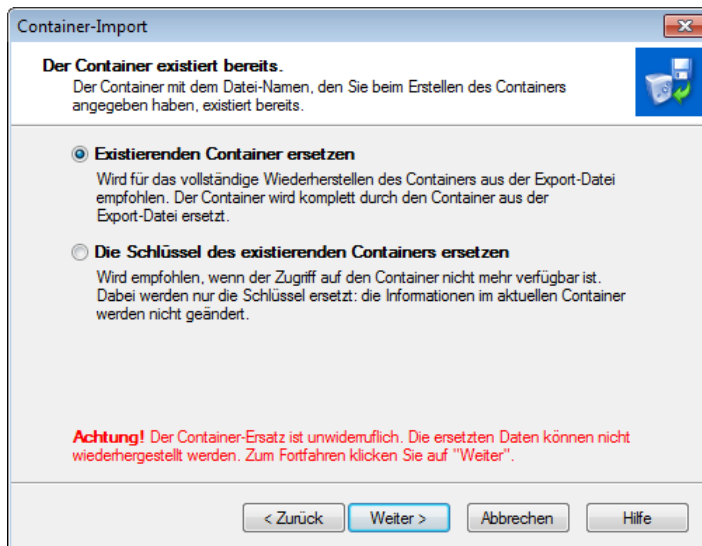 Container-Import
Der Container existiert bereits.
Der Container mit dem Datei-Namen, den Sie beim Erstellen des Containers
angegeben haben, existiert bereits.
Existierenden Container ersetzen
Wird für das vollständige Wiederherstellen des Containers aus der Export-Datei
empfohlen. Der Container wird komplett durch den Container aus der
Export-Datei ersetzt.
Die Schlüssel des existierenden Containers ersetzen
Wird empfohlen, wenn der Zugriff auf den Container nicht mehr verfügbar ist.
Dabei werden nur die Schlüssel ersetzt: die Informationen im aktuellen Container
werden nicht geändert.
Achtung! Der Container-Ersatz ist unwiderruflich. Die ersetzten Daten können nicht
wiederhergestellt werden. Zum Fortfahren klicken Sie auf "Weiter".
< Zurück Weiter > Abbrechen Hilfe